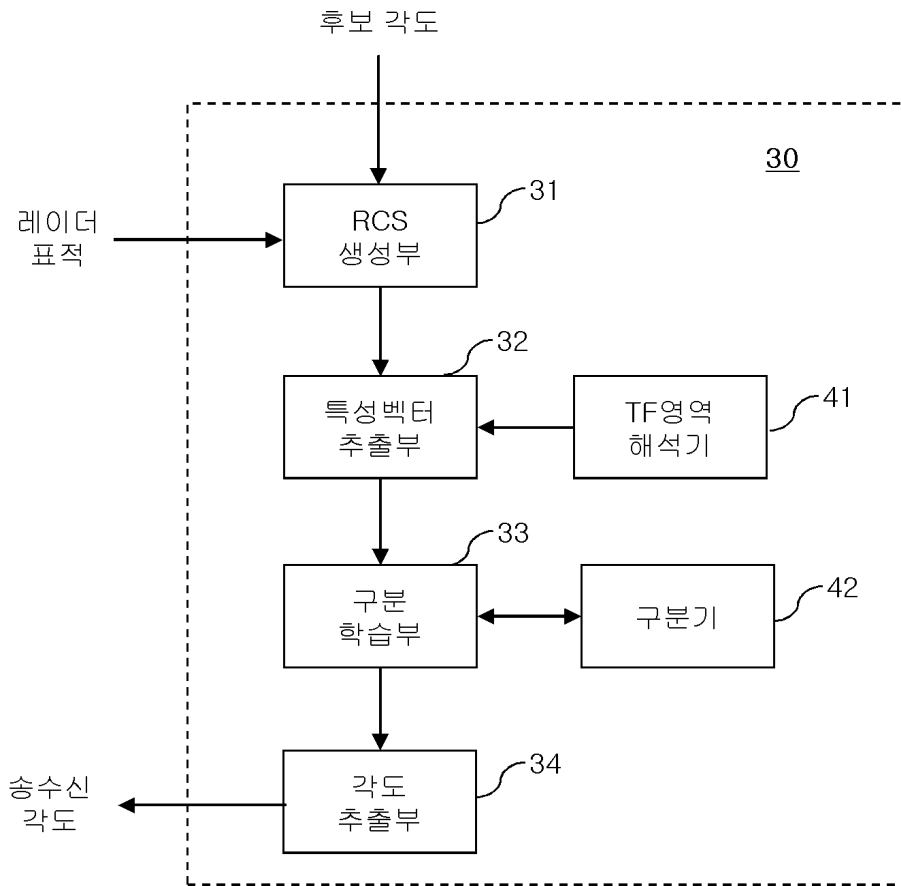 후보 각도
30
레이더
표적
RCS
생성부
31
특성벡터
추출부
32
TF영역
해석기
41
구분
학습부
33
구분기
42
각도
추출부
34
송수신
각도